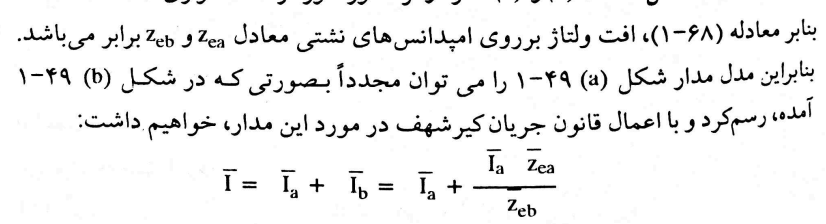 بنابر معادله (۶۸-۱)، افت ولتاژ برروی امپدانس‌های نشتی معادل zea و zeb برابر می‌باشد.
بنابراین مدل مدار شکل (a) ۴۹-۱ را می توان مجدداً بصورتی که در شکل (b) ۴۹-۱
آمده، رسم‌کرد و با اعمال قانون جریان کیرشهف در مورد این مدار، خواهیم داشت:
Ī = Īa + Īb = Īa + Īa z̄ea / z̄eb